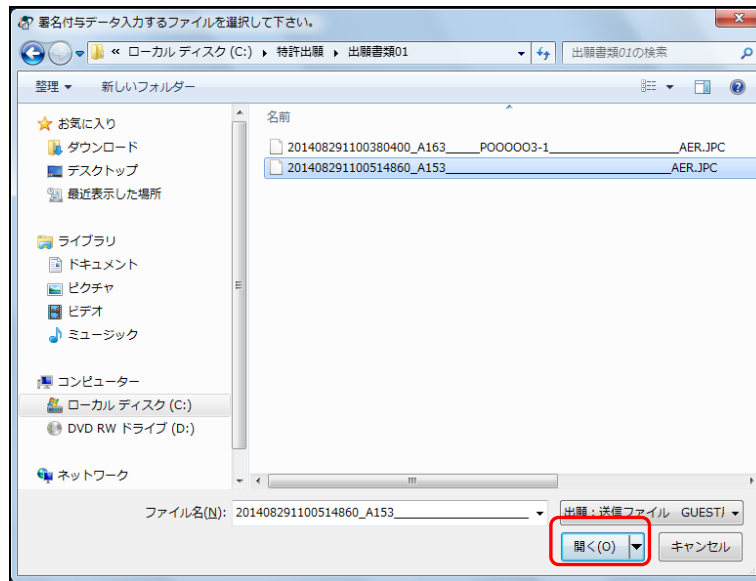 署名付与データ入力するファイルを選択して下さい。
« ローカル ディスク (C:) ▸ 特許出願 ▸ 出願書類01
出願書類01の検索
整理 新しいフォルダー
お気に入り
ダウンロード
デスクトップ
最近表示した場所
ライブラリ
ドキュメント
ピクチャ
ビデオ
ミュージック
コンピューター
ローカル ディスク (C:)
DVD RW ドライブ (D:)
ネットワーク
名前
201408291100380400_A163_____POOOOO3-1____________________AER.JPC
201408291100514860_A153___________________________________AER.JPC
ファイル名(N): 201408291100514860_A153____________________
出願：送信ファイル GUEST/
開く(O) キャンセル